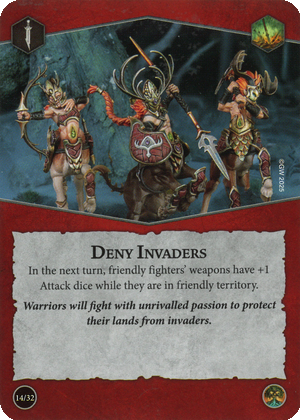 ©GW 2025
Deny Invaders
In the next turn, friendly fighters' weapons have +1
Attack dice while they are in friendly territory.
Warriors will fight with unrivalled passion to protect
their lands from invaders.
14/32